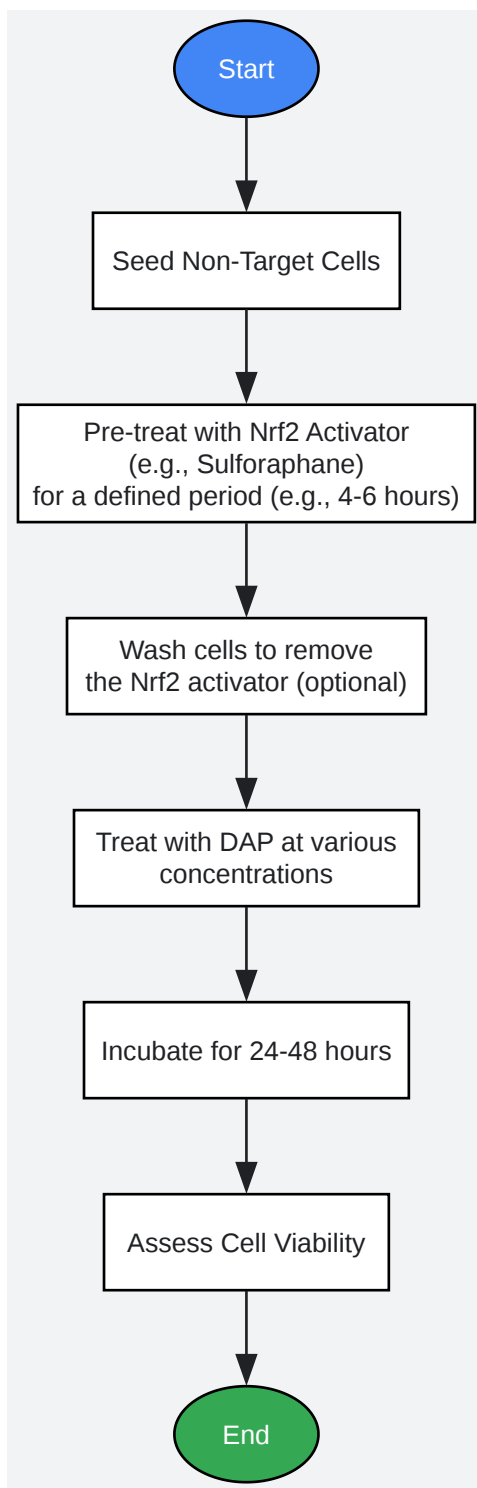 Start
Seed Non-Target Cells
Pre-treat with Nrf2 Activator
(e.g., Sulforaphane)
for a defined period (e.g., 4-6 hours)
Wash cells to remove
the Nrf2 activator (optional)
Treat with DAP at various
concentrations
Incubate for 24-48 hours
Assess Cell Viability
End